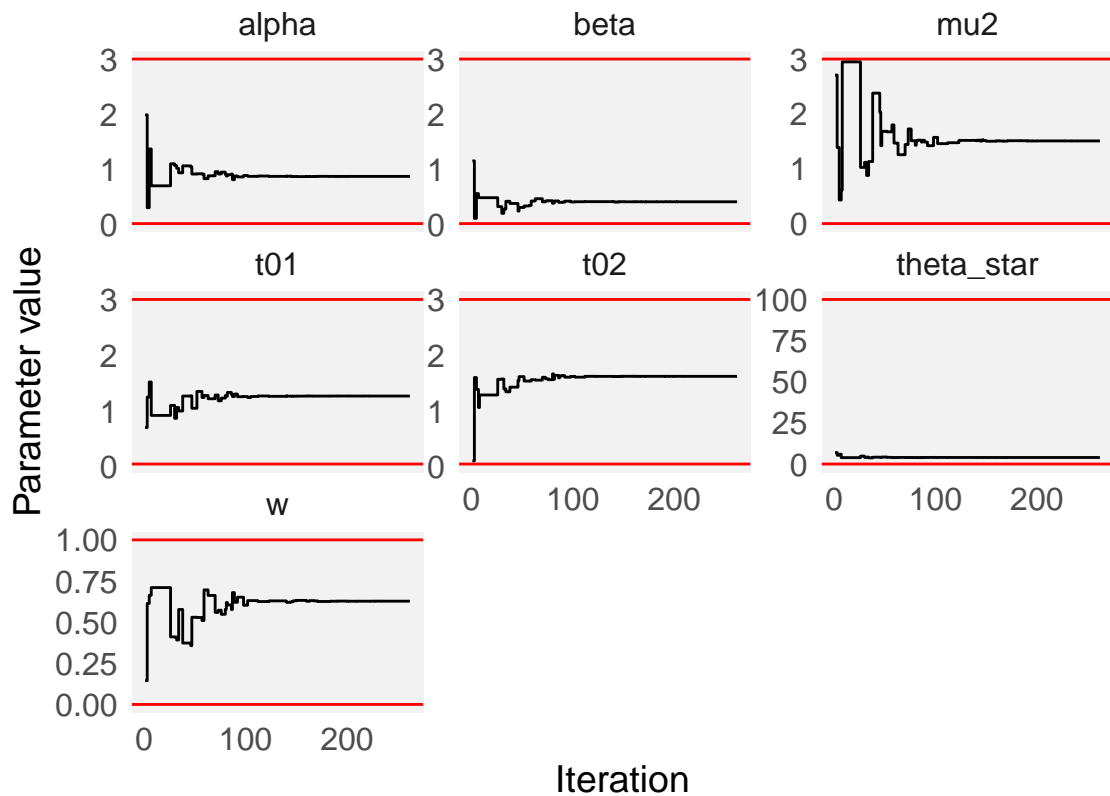 alpha beta mu2
3 3 3
2 2 2
1 1 1
0 0 0
t01 t02 theta_star
3 3 100
2 2 75
1 1 50
0 0 25
0
0 100 200 0 100 200
w
1.00
0.75
0.50
0.25
0.00
0 100 200
Parameter value
Iteration